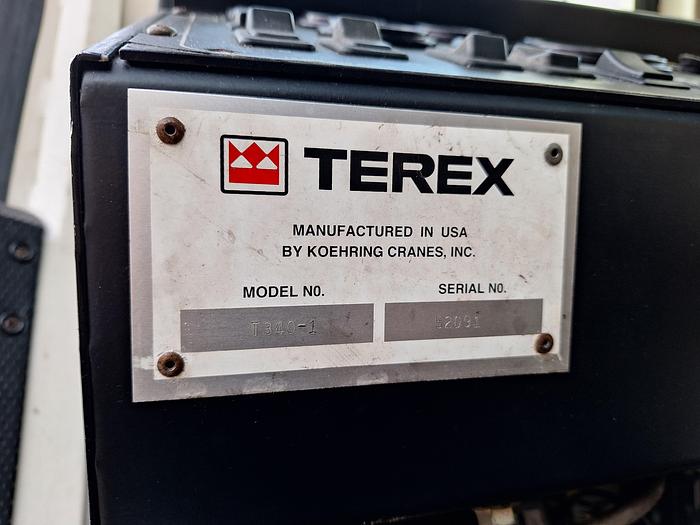 TEREX
MANUFACTURED IN USA
BY KOEHRING CRANES, INC.
MODEL NO.
SERIAL NO.
T340-1